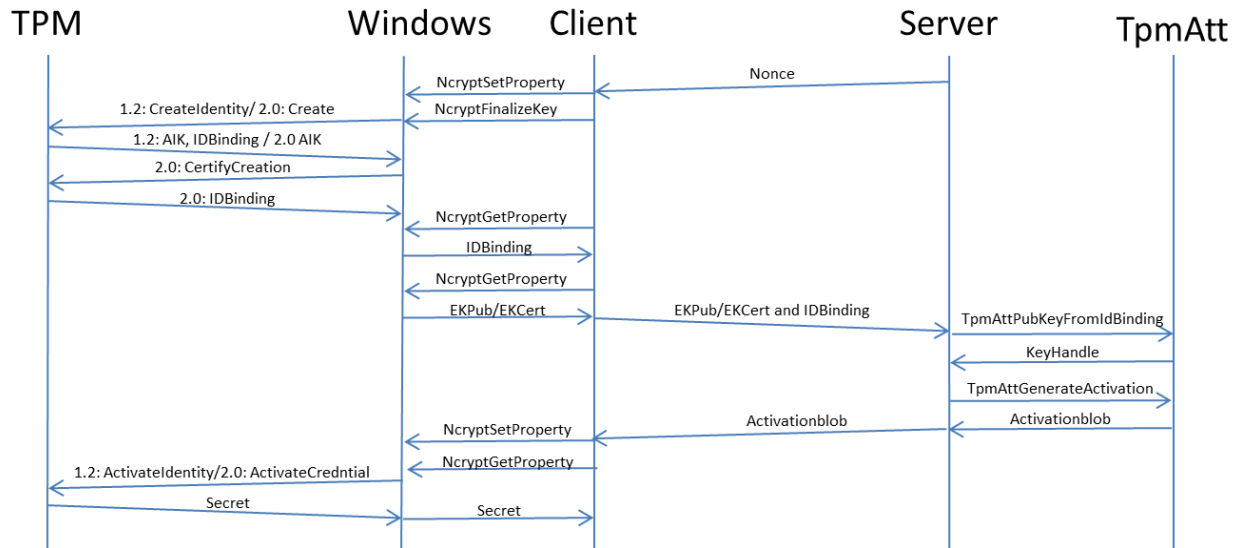 TPM
Windows
Client
Server
TpmAtt
Nonce
NcryptSetProperty
1.2: CreateIdentity/ 2.0: Create
NcryptFinalizeKey
1.2: AIK, IDBinding / 2.0 AIK
2.0: CertifyCreation
2.0: IDBinding
NcryptGetProperty
IDBinding
NcryptGetProperty
EKPub/EKCert
EKPub/EKCert and IDBinding
TpmAttPubKeyFromIdBinding
KeyHandle
TpmAttGenerateActivation
Activationblob
Activationblob
NcryptSetProperty
NcryptGetProperty
1.2: ActivateIdentity/2.0: ActivateCredntial
Secret
Secret